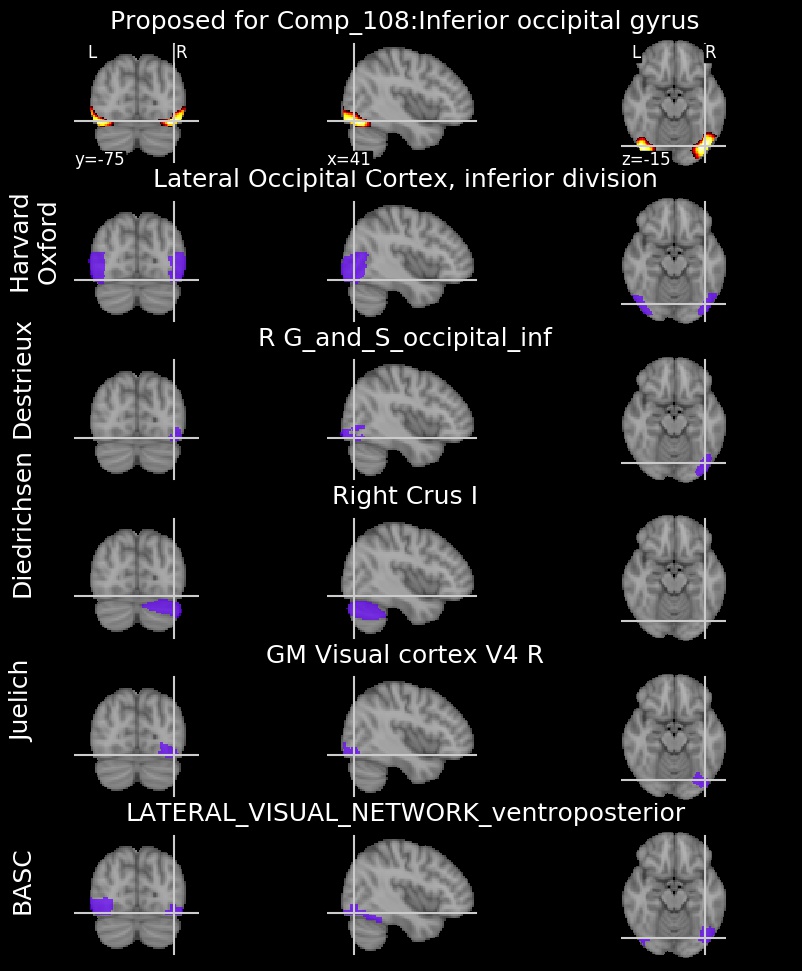 Proposed for Comp_108:Inferior occipital gyrus
L R
L R
y=-75
x=41
z=-15
Lateral Occipital Cortex, inferior division
Harvard
Oxford
R G_and_S_occipital_inf
Destrieux
Right Crus I
Diedrichsen
GM Visual cortex V4 R
Juelich
LATERAL_VISUAL_NETWORK_ventroposterior
BASC